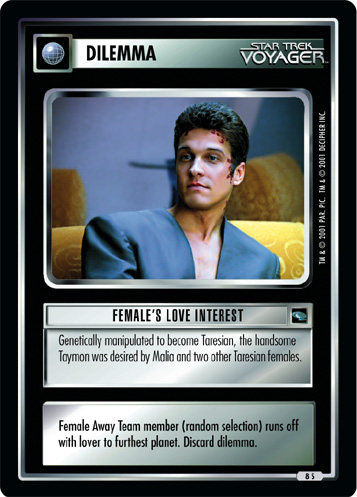 DILEMMA
STAR TREK
VOYAGER™
TM & © 2001 PAR. PIC. TM & © 2001 DECIPHER INC.
FEMALE'S LOVE INTEREST
Genetically manipulated to become Taresian, the handsome
Taymon was desired by Malia and two other Taresian females.
Female Away Team member (random selection) runs off
with lover to furthest planet. Discard dilemma.
8 S